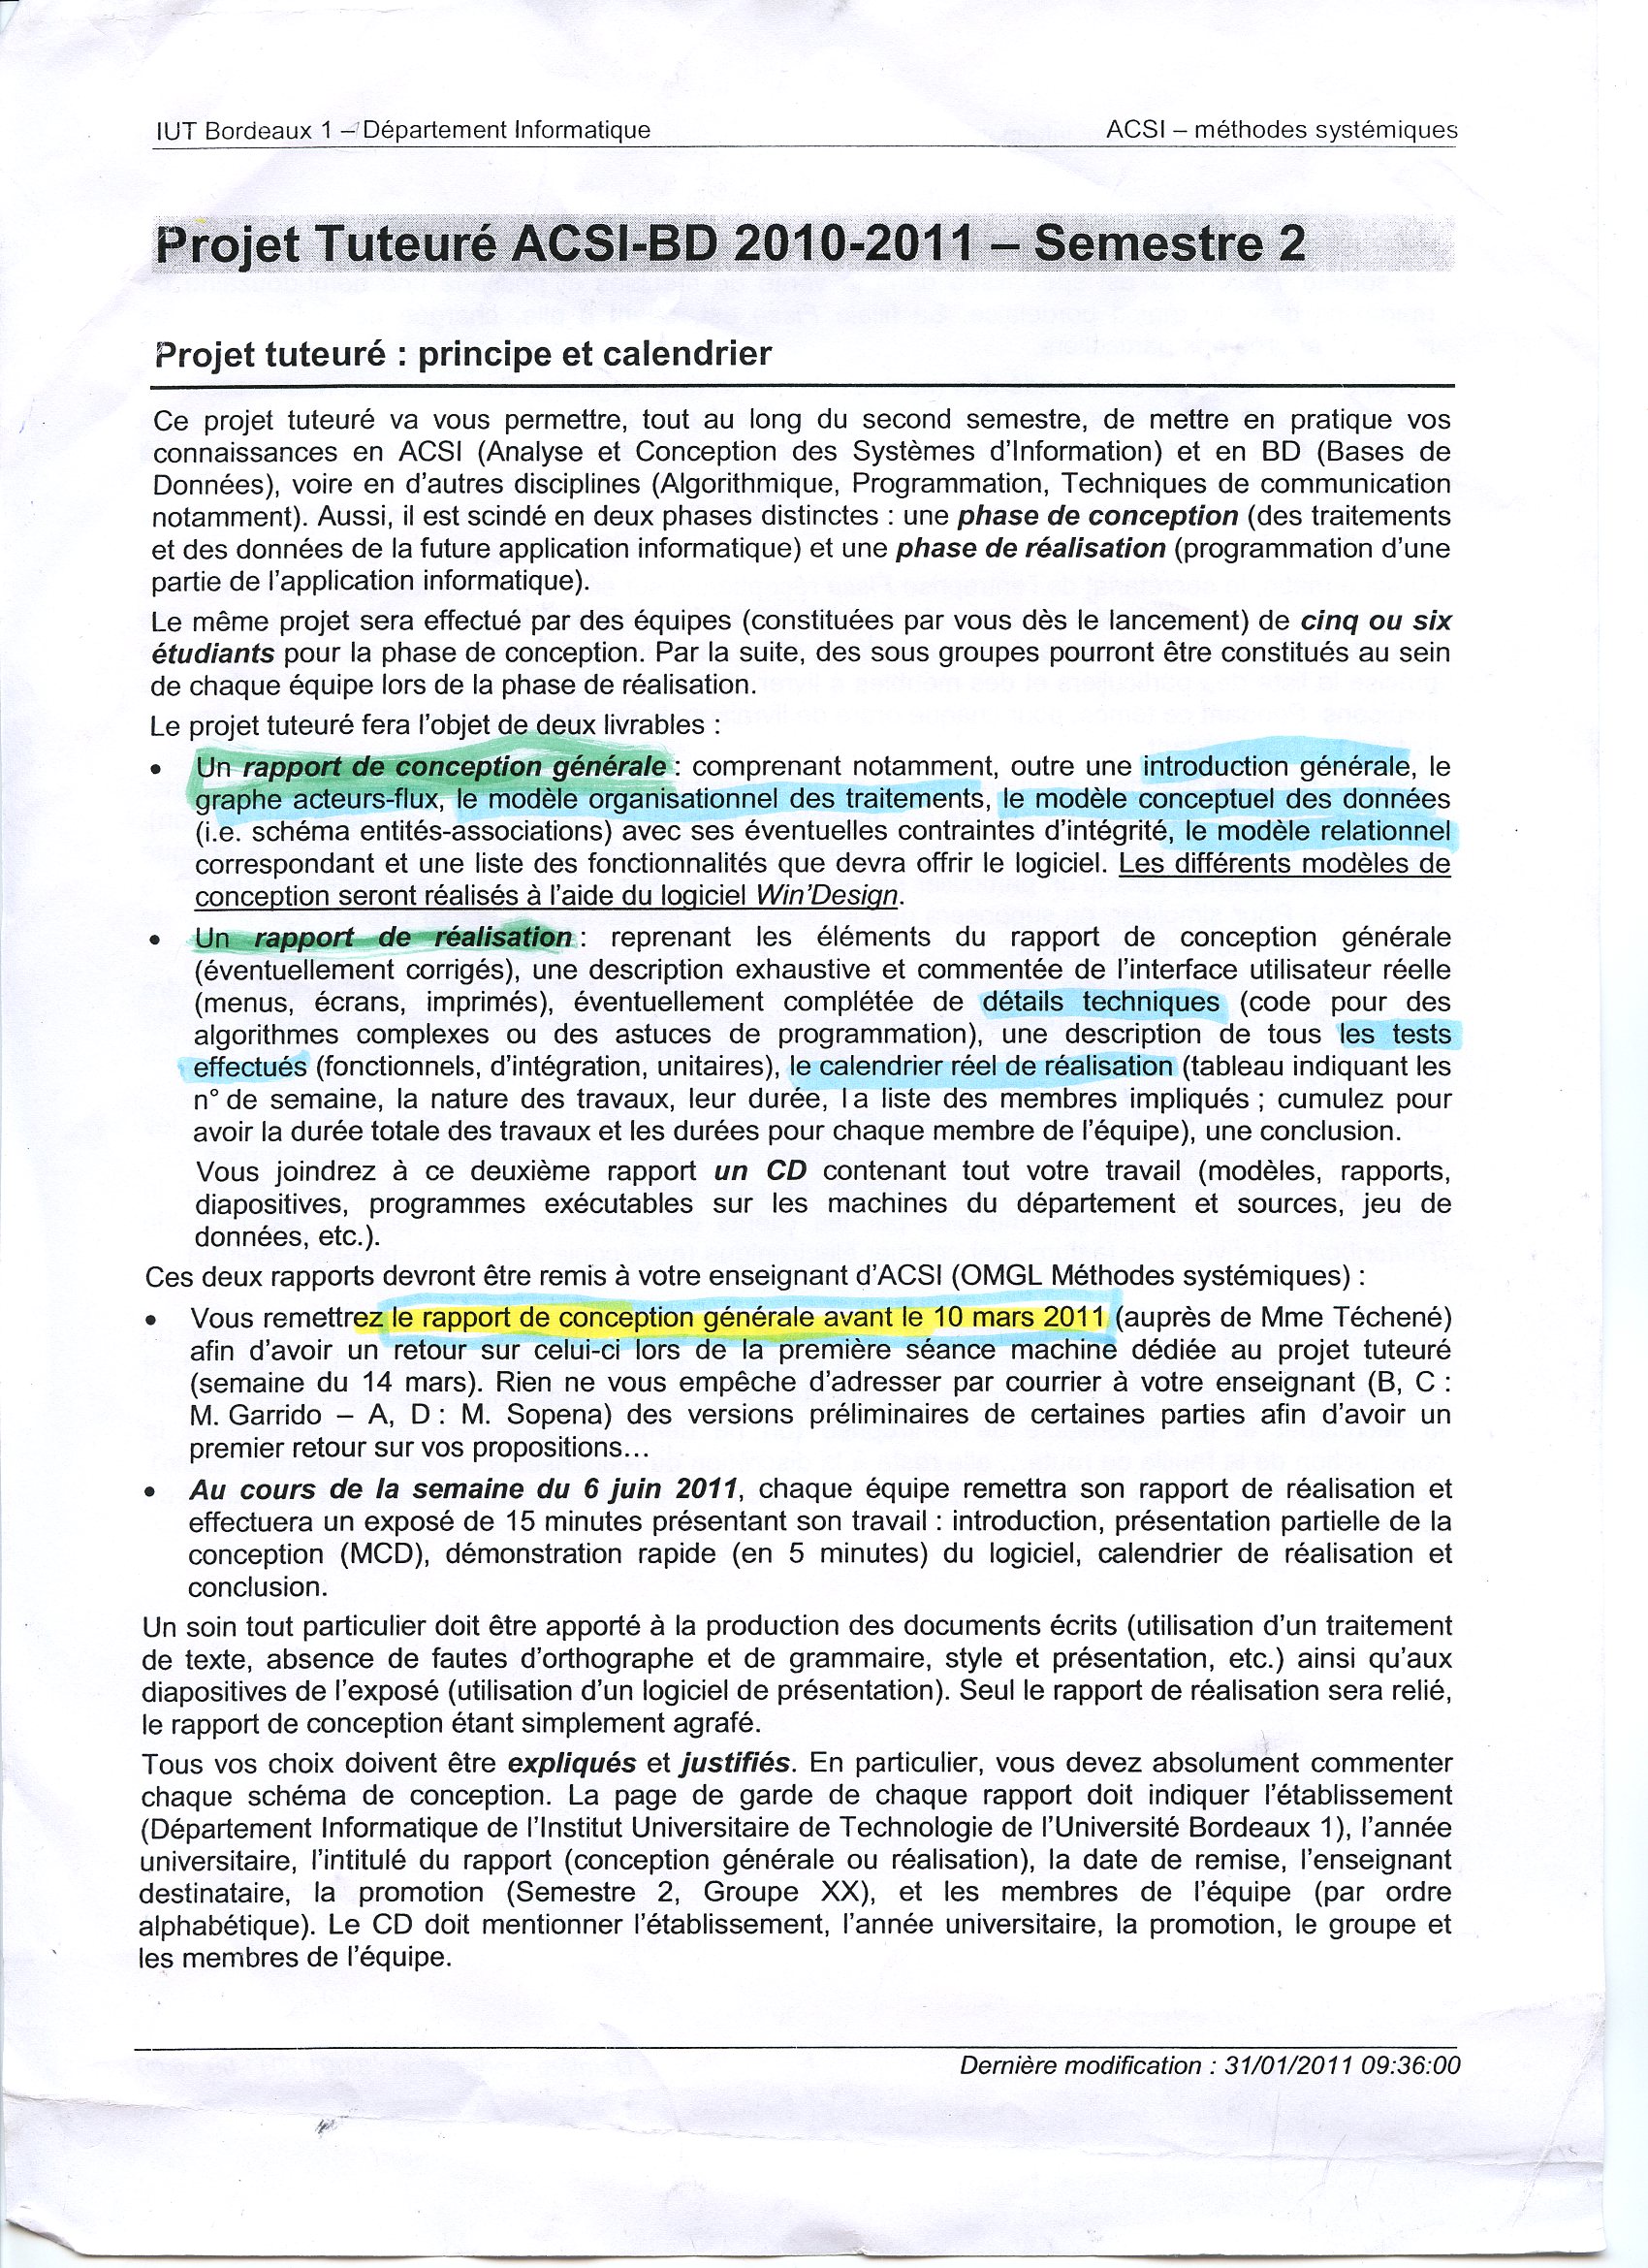 IUT Bordeaux 1 – Département Informatique ACSI – méthodes systémiques
Projet Tuteuré ACSI-BD 2010-2011 – Semestre 2
Projet tuteuré : principe et calendrier
Ce projet tuteuré va vous permettre, tout au long du second semestre, de mettre en pratique vos
connaissances en ACSI (Analyse et Conception des Systèmes d'Information) et en BD (Bases de
Données), voire en d'autres disciplines (Algorithmique, Programmation, Techniques de communication
notamment). Aussi, il est scindé en deux phases distinctes : une phase de conception (des traitements
et des données de la future application informatique) et une phase de réalisation (programmation d'une
partie de l'application informatique).
Le même projet sera effectué par des équipes (constituées par vous dès le lancement) de cinq ou six
étudiants pour la phase de conception. Par la suite, des sous groupes pourront être constitués au sein
de chaque équipe lors de la phase de réalisation.
Le projet tuteuré fera l'objet de deux livrables :
• Un rapport de conception générale : comprenant notamment, outre une introduction générale, le
graphe acteurs-flux, le modèle organisationnel des traitements, le modèle conceptuel des données
(i.e. schéma entités-associations) avec ses éventuelles contraintes d'intégrité, le modèle relationnel
correspondant et une liste des fonctionnalités que devra offrir le logiciel. Les différents modèles de
conception seront réalisés à l'aide du logiciel Win'Design.
• Un rapport de réalisation : reprenant les éléments du rapport de conception générale
(éventuellement corrigés), une description exhaustive et commentée de l'interface utilisateur réelle
(menus, écrans, imprimés), éventuellement complétée de détails techniques (code pour des
algorithmes complexes ou des astuces de programmation), une description de tous les tests
effectués (fonctionnels, d'intégration, unitaires), le calendrier réel de réalisation (tableau indiquant les
n° de semaine, la nature des travaux, leur durée, la liste des membres impliqués ; cumulez pour
avoir la durée totale des travaux et les durées pour chaque membre de l'équipe), une conclusion.
Vous joindrez à ce deuxième rapport un CD contenant tout votre travail (modèles, rapports,
diapositives, programmes exécutables sur les machines du département et sources, jeu de
données, etc.).
Ces deux rapports devront être remis à votre enseignant d'ACSI (OMGL Méthodes systémiques) :
• Vous remettrez le rapport de conception générale avant le 10 mars 2011 (auprès de Mme Téchené)
afin d'avoir un retour sur celui-ci lors de la première séance machine dédiée au projet tuteuré
(semaine du 14 mars). Rien ne vous empêche d'adresser par courrier à votre enseignant (B, C :
M. Garrido – A, D : M. Sopena) des versions préliminaires de certaines parties afin d'avoir un
premier retour sur vos propositions…
• Au cours de la semaine du 6 juin 2011, chaque équipe remettra son rapport de réalisation et
effectuera un exposé de 15 minutes présentant son travail : introduction, présentation partielle de la
conception (MCD), démonstration rapide (en 5 minutes) du logiciel, calendrier de réalisation et
conclusion.
Un soin tout particulier doit être apporté à la production des documents écrits (utilisation d'un traitement
de texte, absence de fautes d'orthographe et de grammaire, style et présentation, etc.) ainsi qu'aux
diapositives de l'exposé (utilisation d'un logiciel de présentation). Seul le rapport de réalisation sera relié,
le rapport de conception étant simplement agrafé.
Tous vos choix doivent être expliqués et justifiés. En particulier, vous devez absolument commenter
chaque schéma de conception. La page de garde de chaque rapport doit indiquer l'établissement
(Département Informatique de l'Institut Universitaire de Technologie de l'Université Bordeaux 1), l'année
universitaire, l'intitulé du rapport (conception générale ou réalisation), la date de remise, l'enseignant
destinataire, la promotion (Semestre 2, Groupe XX), et les membres de l'équipe (par ordre
alphabétique). Le CD doit mentionner l'établissement, l'année universitaire, la promotion, le groupe et
les membres de l'équipe.
Dernière modification : 31/01/2011 09:36:00